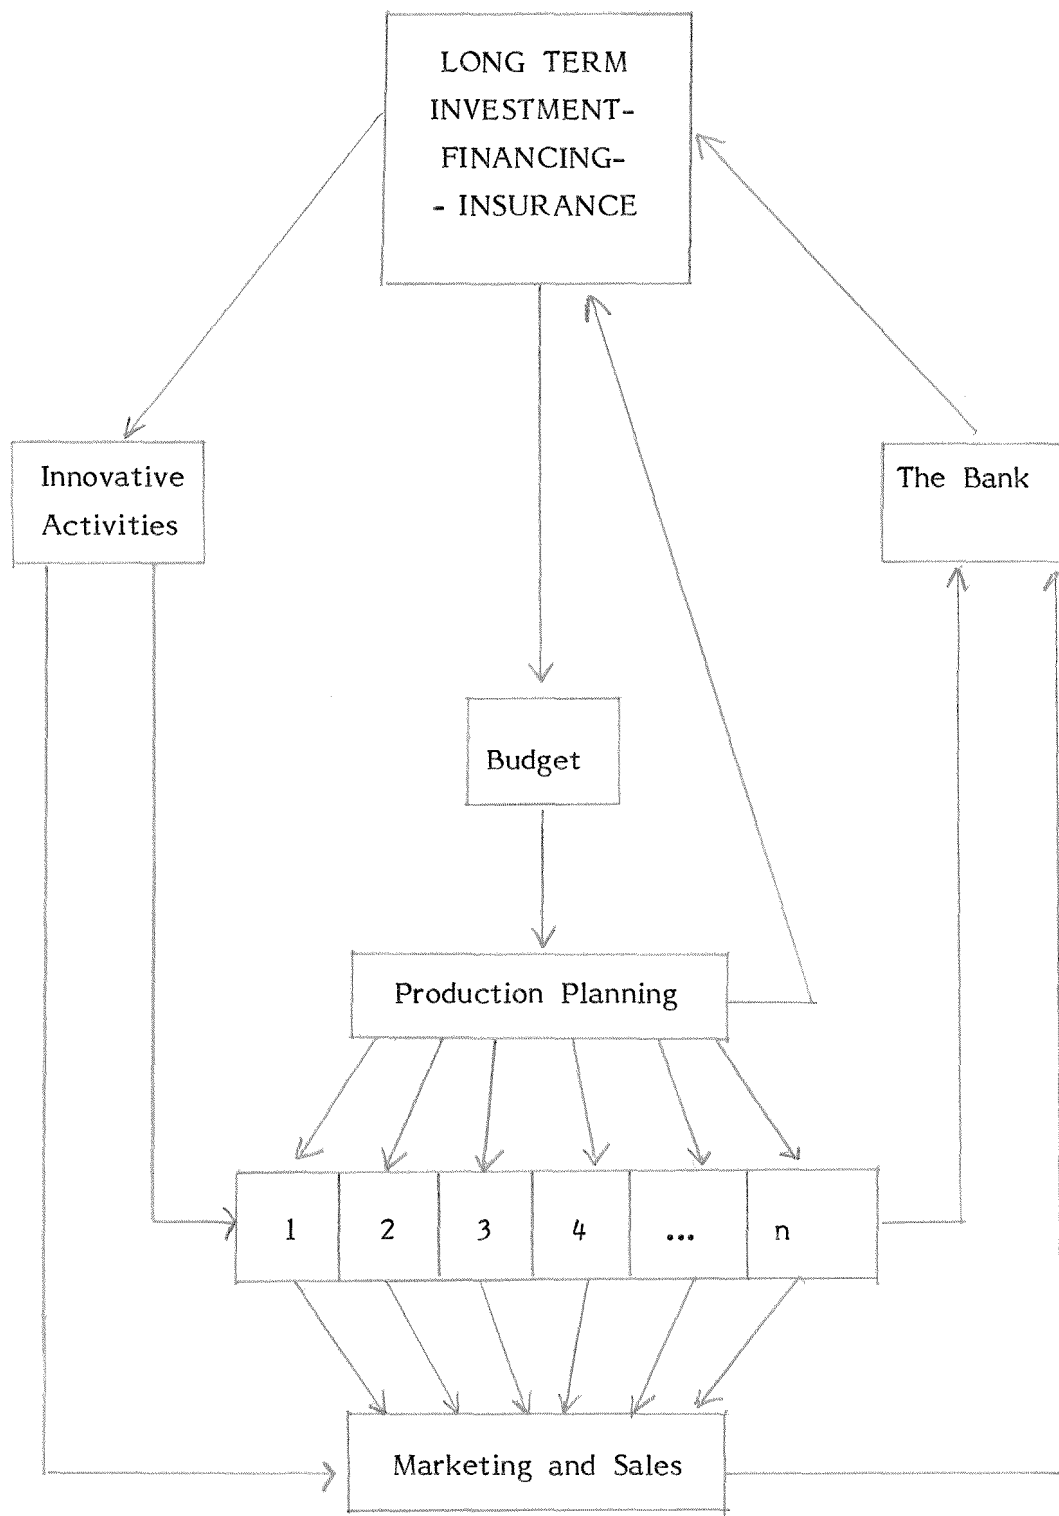 LONG TERM
INVESTMENT-
FINANCING-
- INSURANCE
Innovative
Activities
The Bank
Budget
Production Planning
1 2 3 4 ... n
Marketing and Sales